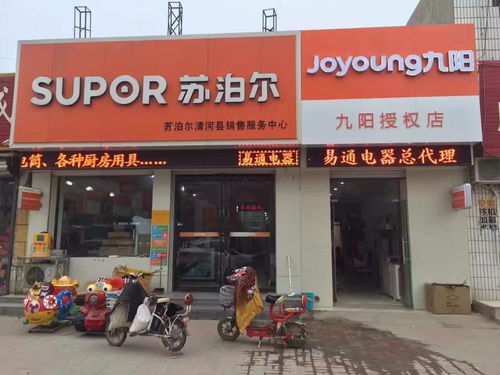 SUPOR 苏泊尔
苏泊尔清河县销售服务中心
Joyoung九阳
九阳授权店
电筒、各种厨房用具……
易通电器
易通电器总代理